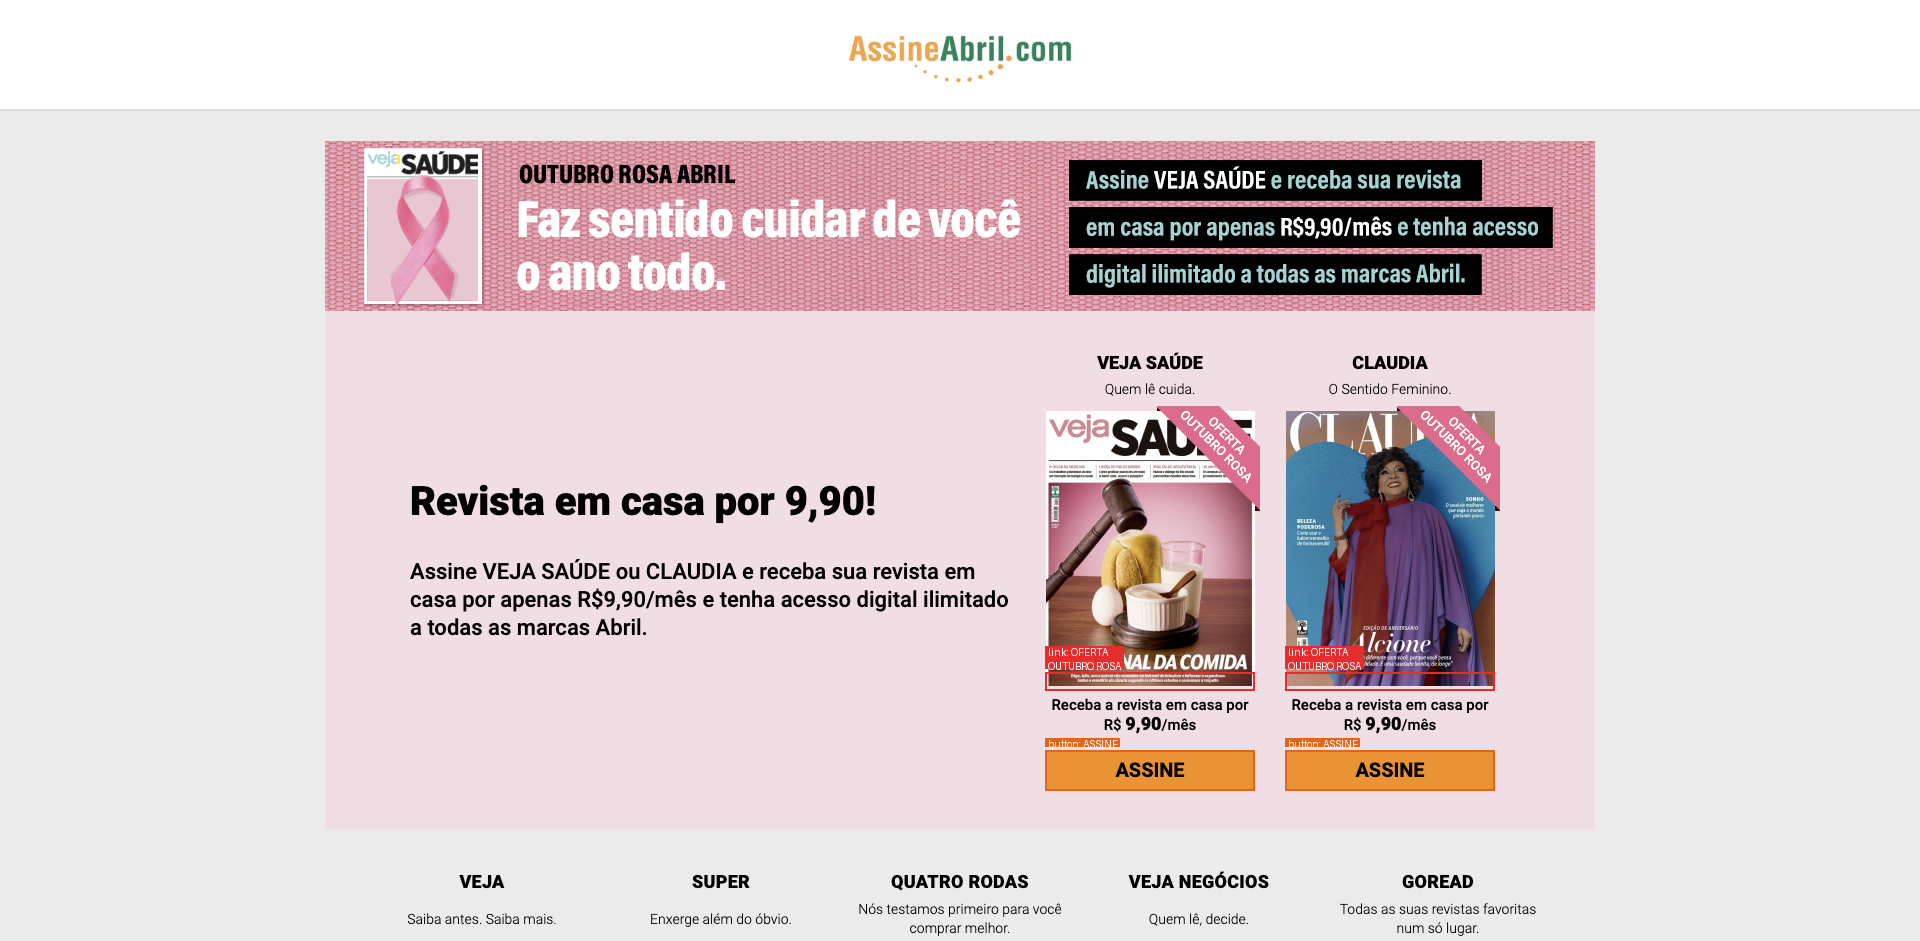 AssineAbril.com
veja SAÚDE
OUTUBRO ROSA ABRIL
Faz sentido cuidar de você
o ano todo.
Assine VEJA SAÚDE e receba sua revista
em casa por apenas R$9,90/mês e tenha acesso
digital ilimitado a todas as marcas Abril.
Revista em casa por 9,90!
Assine VEJA SAÚDE ou CLAUDIA e receba sua revista em
casa por apenas R$9,90/mês e tenha acesso digital ilimitado
a todas as marcas Abril.
VEJA SAÚDE
Quem lê cuida.
veja
OFERTA
OUTUBRO ROSA
NAL DA COMIDA
link: OFERTA
OUTUBRO ROSA
Receba a revista em casa por
R$ 9,90/mês
button: ASSINE
ASSINE
CLAUDIA
O Sentido Feminino.
OFERTA
OUTUBRO ROSA
SONHO
BELEZA
PODEROSA
EDIÇÃO DE ANIVERSÁRIO
Alcione
link: OFERTA
OUTUBRO ROSA
Receba a revista em casa por
R$ 9,90/mês
button: ASSINE
ASSINE
VEJA
Saiba antes. Saiba mais.
SUPER
Enxerge além do óbvio.
QUATRO RODAS
Nós testamos primeiro para você
comprar melhor.
VEJA NEGÓCIOS
Quem lê, decide.
GOREAD
Todas as suas revistas favoritas
num só lugar.